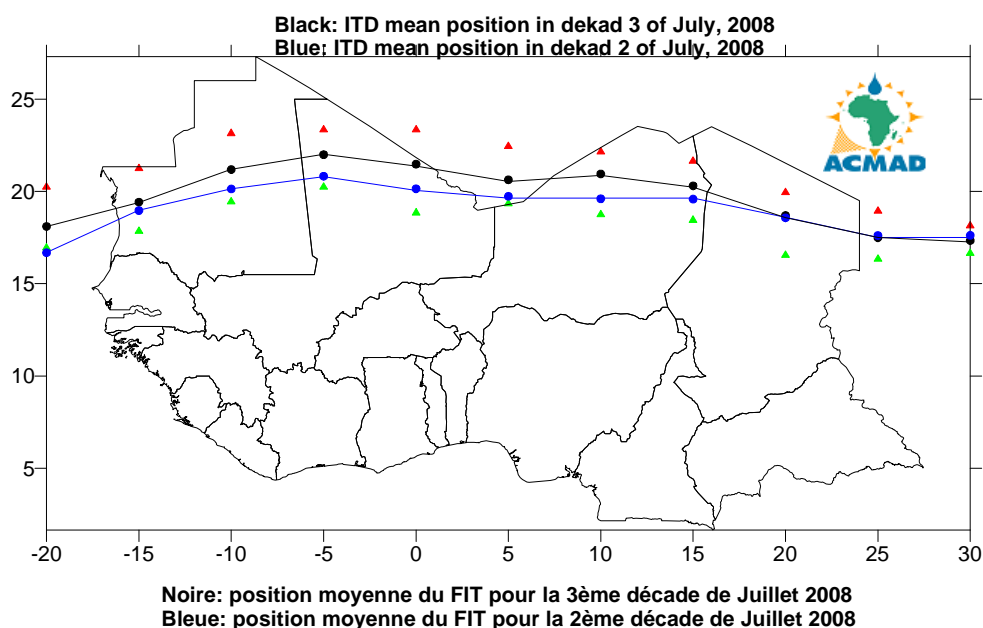 Black: ITD mean position in dekad 3 of July, 2008
Blue: ITD mean position in dekad 2 of July, 2008
25
20
15
10
5
ACMAD
-20 -15 -10 -5 0 5 10 15 20 25 30
Noire: position moyenne du FIT pour la 3ème décade de Juillet 2008
Bleue: position moyenne du FIT pour la 2ème décade de Juillet 2008